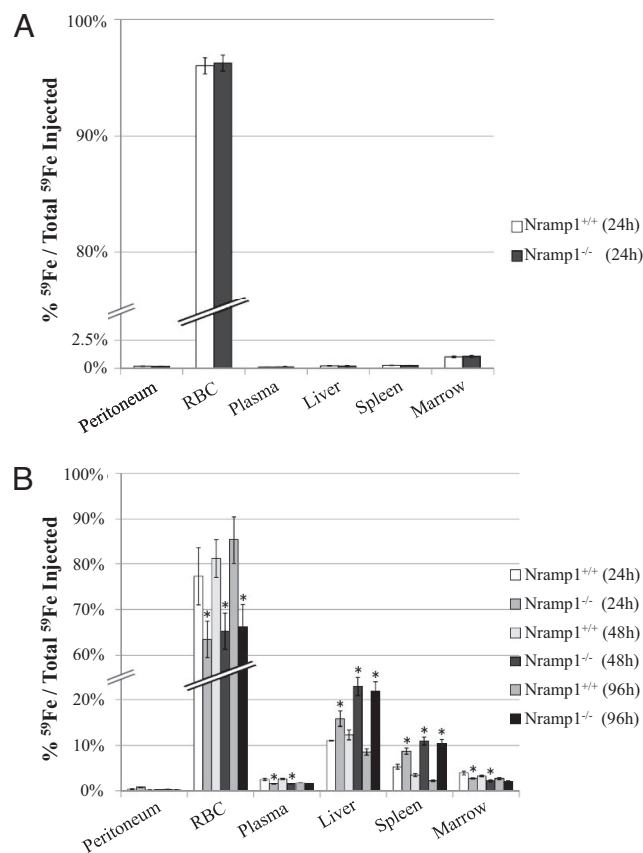 A
100%
90%
80%
2.5%
0%
% ⁵⁹Fe / Total ⁵⁹Fe Injected
Peritoneum
RBC
Plasma
Liver
Spleen
Marrow
Nramp1⁺/⁺ (24h)
Nramp1⁻/⁻ (24h)
B
100%
90%
80%
70%
60%
20%
10%
0%
% ⁵⁹Fe / Total ⁵⁹Fe Injected
* * *
* *
* * *
* * *
* *
Peritoneum
RBC
Plasma
Liver
Spleen
Marrow
Nramp1⁺/⁺ (24h)
Nramp1⁻/⁻ (24h)
Nramp1⁺/⁺ (48h)
Nramp1⁻/⁻ (48h)
Nramp1⁺/⁺ (96h)
Nramp1⁻/⁻ (96h)